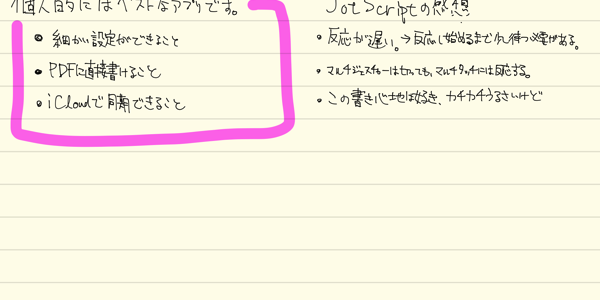 個人的にはベストなアプリです。
• 細かい設定ができること
• PDFに直接書けること
• iCloudで同期できること
Jot Scriptの感想
• 反応が遅い。→反応し始めるまで少し待つ必要がある。
• マルチジェスチャーは切っても、マルチタッチには反応する。
• この書き心地は好き、カチカチうるさいけど